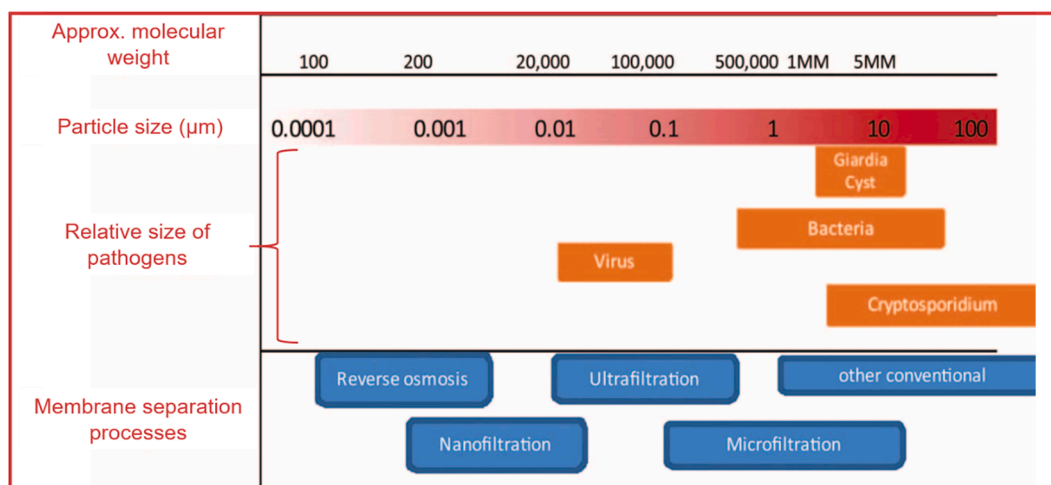 Approx. molecular
weight
100 200 20,000 100,000 500,000 1MM 5MM
Particle size (µm)
0.0001 0.001 0.01 0.1 1 10 100
Relative size of
pathogens
Giardia
Cyst
Bacteria
Virus
Cryptosporidium
Membrane separation
processes
Reverse osmosis Ultrafiltration other conventional
Nanofiltration Microfiltration